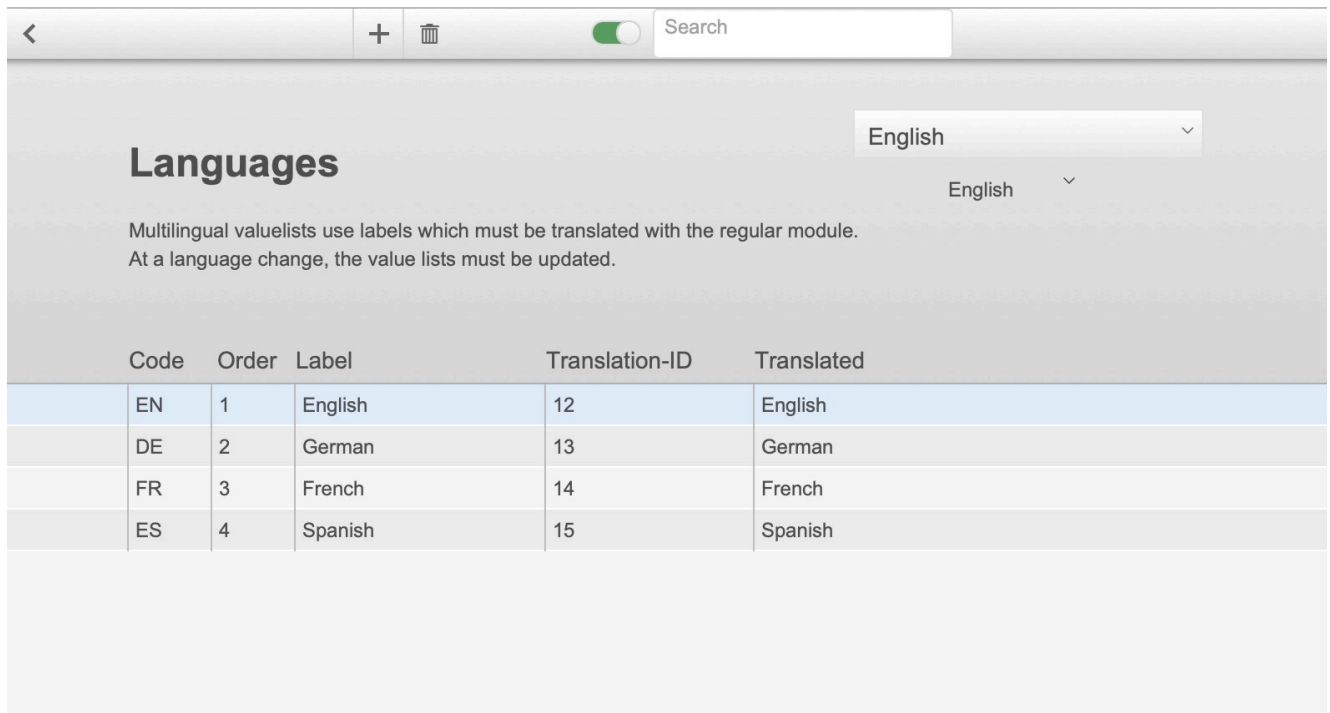 Search
English
Languages
English
Multilingual valuelists use labels which must be translated with the regular module.
At a language change, the value lists must be updated.
Code Order Label Translation-ID Translated
EN 1 English 12 English
DE 2 German 13 German
FR 3 French 14 French
ES 4 Spanish 15 Spanish